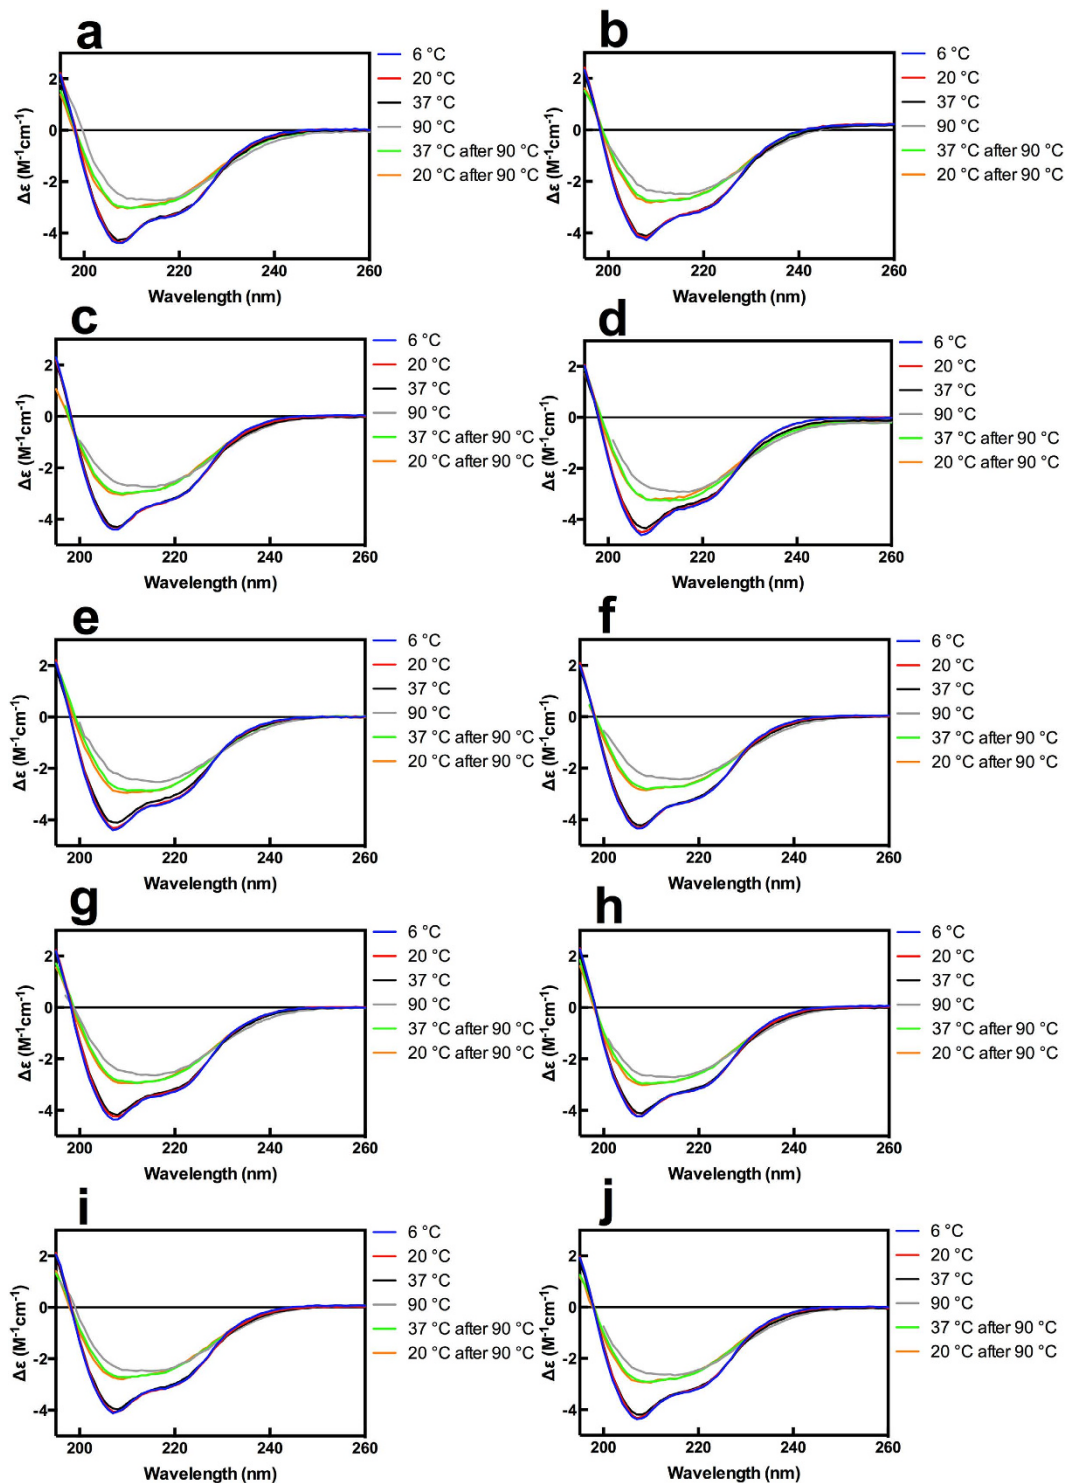 a
2
0
-2
-4
Δε (M⁻¹cm⁻¹)
200 220 240 260
Wavelength (nm)
6 °C
20 °C
37 °C
90 °C
37 °C after 90 °C
20 °C after 90 °C
b
2
0
-2
-4
Δε (M⁻¹cm⁻¹)
200 220 240 260
Wavelength (nm)
6 °C
20 °C
37 °C
90 °C
37 °C after 90 °C
20 °C after 90 °C
c
2
0
-2
-4
Δε (M⁻¹cm⁻¹)
200 220 240 260
Wavelength (nm)
6 °C
20 °C
37 °C
90 °C
37 °C after 90 °C
20 °C after 90 °C
d
2
0
-2
-4
Δε (M⁻¹cm⁻¹)
200 220 240 260
Wavelength (nm)
6 °C
20 °C
37 °C
90 °C
37 °C after 90 °C
20 °C after 90 °C
e
2
0
-2
-4
Δε (M⁻¹cm⁻¹)
200 220 240 260
Wavelength (nm)
6 °C
20 °C
37 °C
90 °C
37 °C after 90 °C
20 °C after 90 °C
f
2
0
-2
-4
Δε (M⁻¹cm⁻¹)
200 220 240 260
Wavelength (nm)
6 °C
20 °C
37 °C
90 °C
37 °C after 90 °C
20 °C after 90 °C
g
2
0
-2
-4
Δε (M⁻¹cm⁻¹)
200 220 240 260
Wavelength (nm)
6 °C
20 °C
37 °C
90 °C
37 °C after 90 °C
20 °C after 90 °C
h
2
0
-2
-4
Δε (M⁻¹cm⁻¹)
200 220 240 260
Wavelength (nm)
6 °C
20 °C
37 °C
90 °C
37 °C after 90 °C
20 °C after 90 °C
i
2
0
-2
-4
Δε (M⁻¹cm⁻¹)
200 220 240 260
Wavelength (nm)
6 °C
20 °C
37 °C
90 °C
37 °C after 90 °C
20 °C after 90 °C
j
2
0
-2
-4
Δε (M⁻¹cm⁻¹)
200 220 240 260
Wavelength (nm)
6 °C
20 °C
37 °C
90 °C
37 °C after 90 °C
20 °C after 90 °C